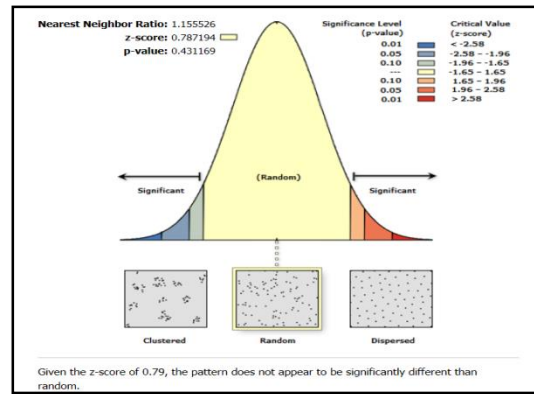 Nearest Neighbor Ratio: 1.155526
z-score: 0.787194
p-value: 0.431169
Significance Level
(p-value)
Critical Value
(z-score)
0.01 < -2.58
0.05 -2.58 – -1.96
0.10 -1.96 – -1.65
--- -1.65 – 1.65
0.10 1.65 – 1.96
0.05 1.96 – 2.58
0.01 > 2.58
(Random)
Significant
Significant
Clustered
Random
Dispersed
Given the z-score of 0.79, the pattern does not appear to be significantly different than
random.